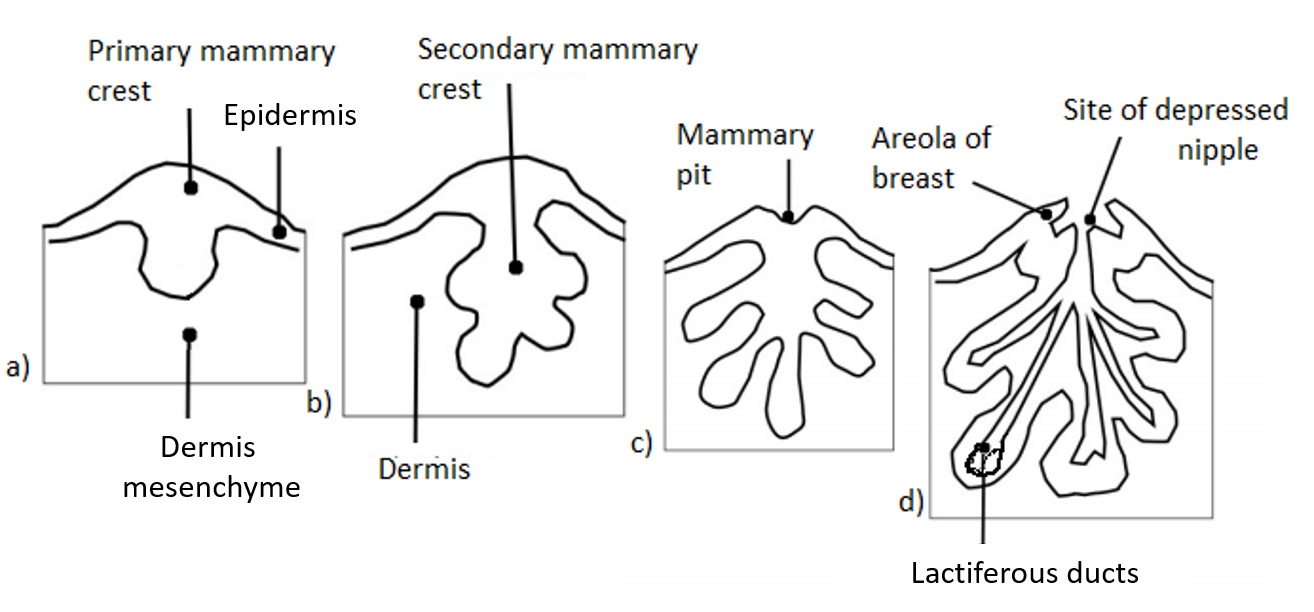 Primary mammary
crest
Epidermis
a)
Dermis
mesenchyme
Secondary mammary
crest
b)
Dermis
Mammary
pit
c)
Areola of
breast
Site of depressed
nipple
d)
Lactiferous ducts